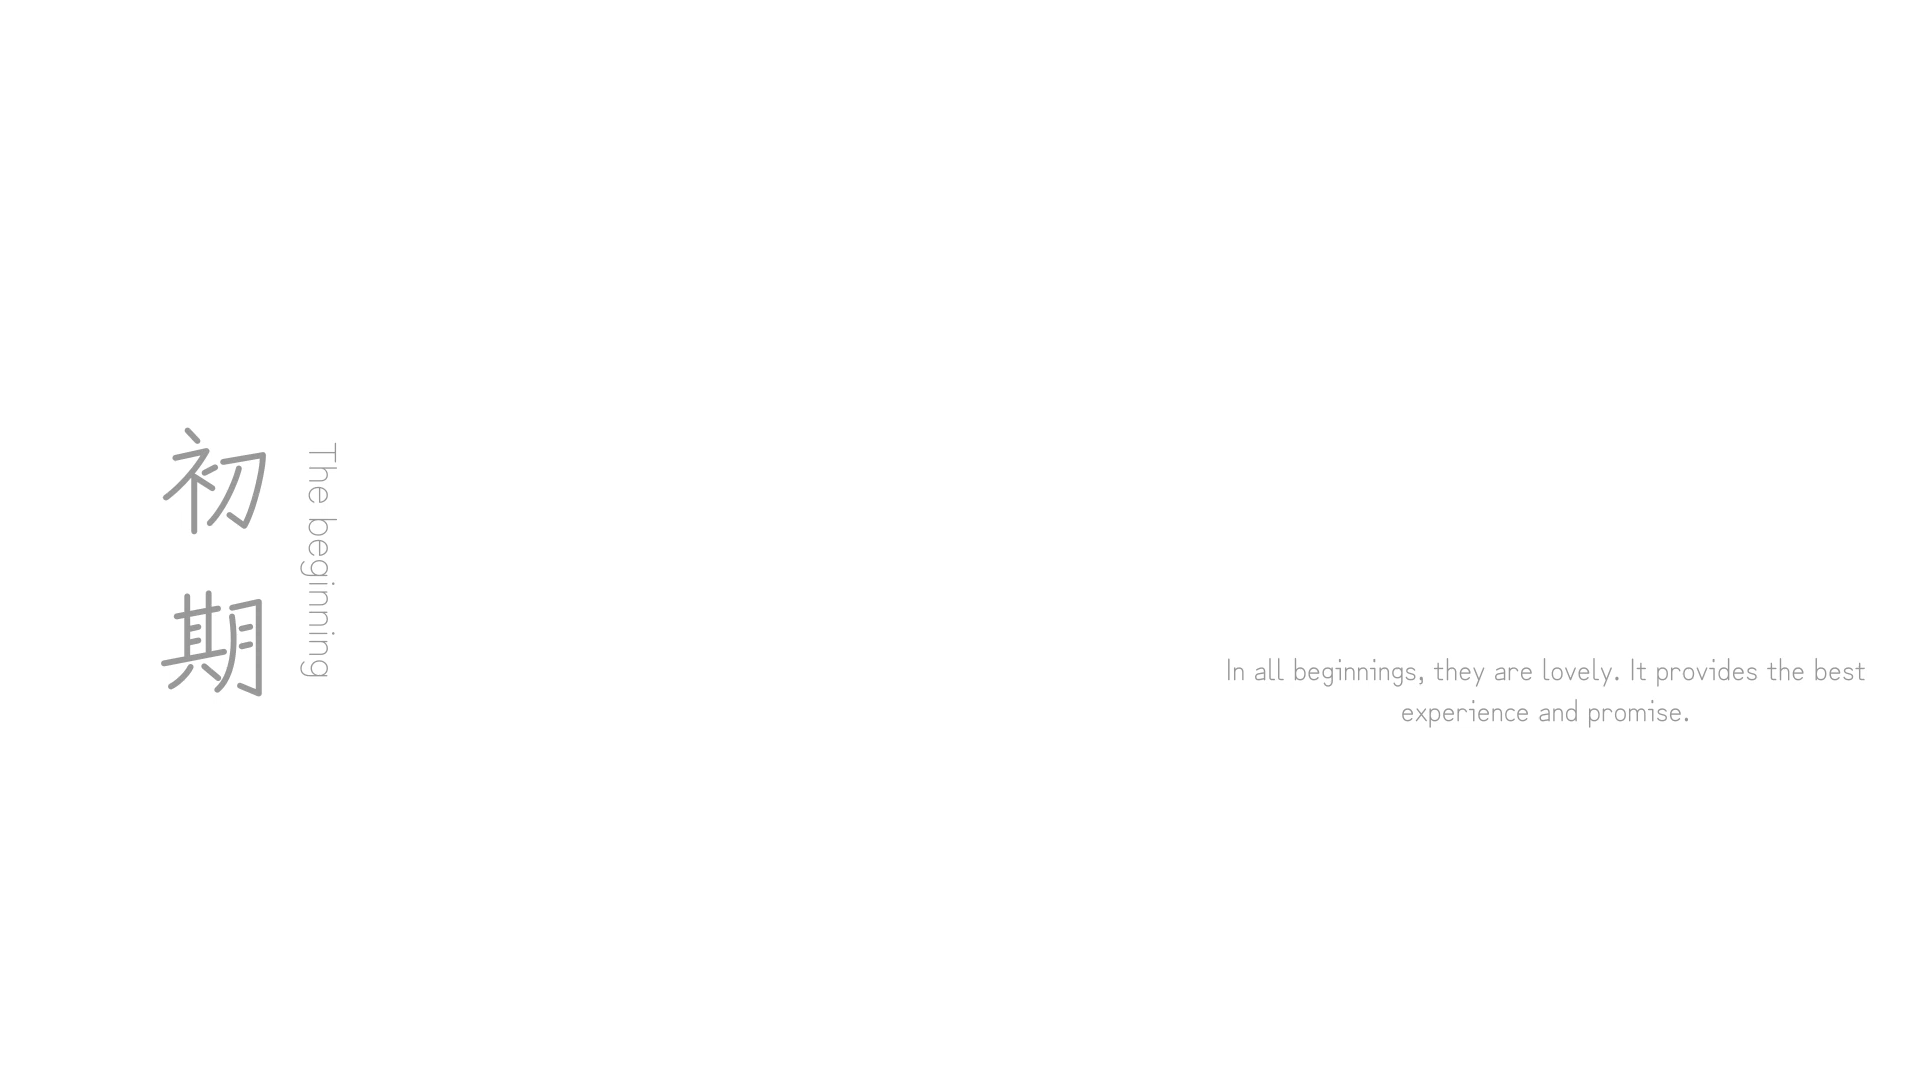 初期
The beginning
In all beginnings, they are lovely. It provides the best
experience and promise.